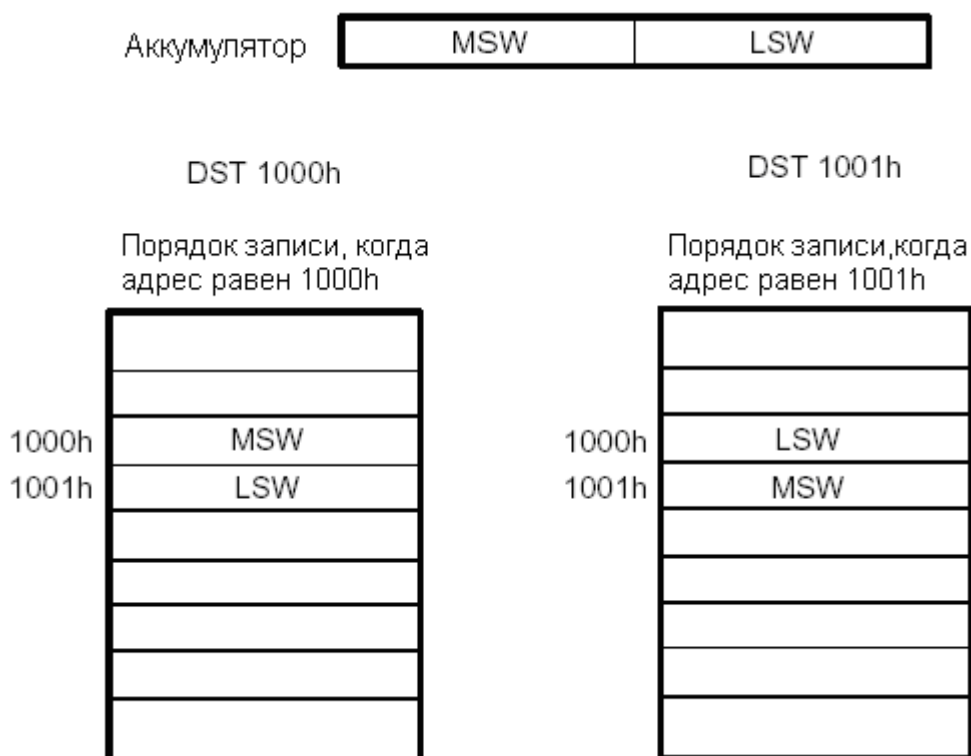 Аккумулятор MSW LSW
DST 1000h
DST 1001h
Порядок записи, когда
адрес равен 1000h
Порядок записи,когда
адрес равен 1001h
1000h MSW
1001h LSW
1000h LSW
1001h MSW